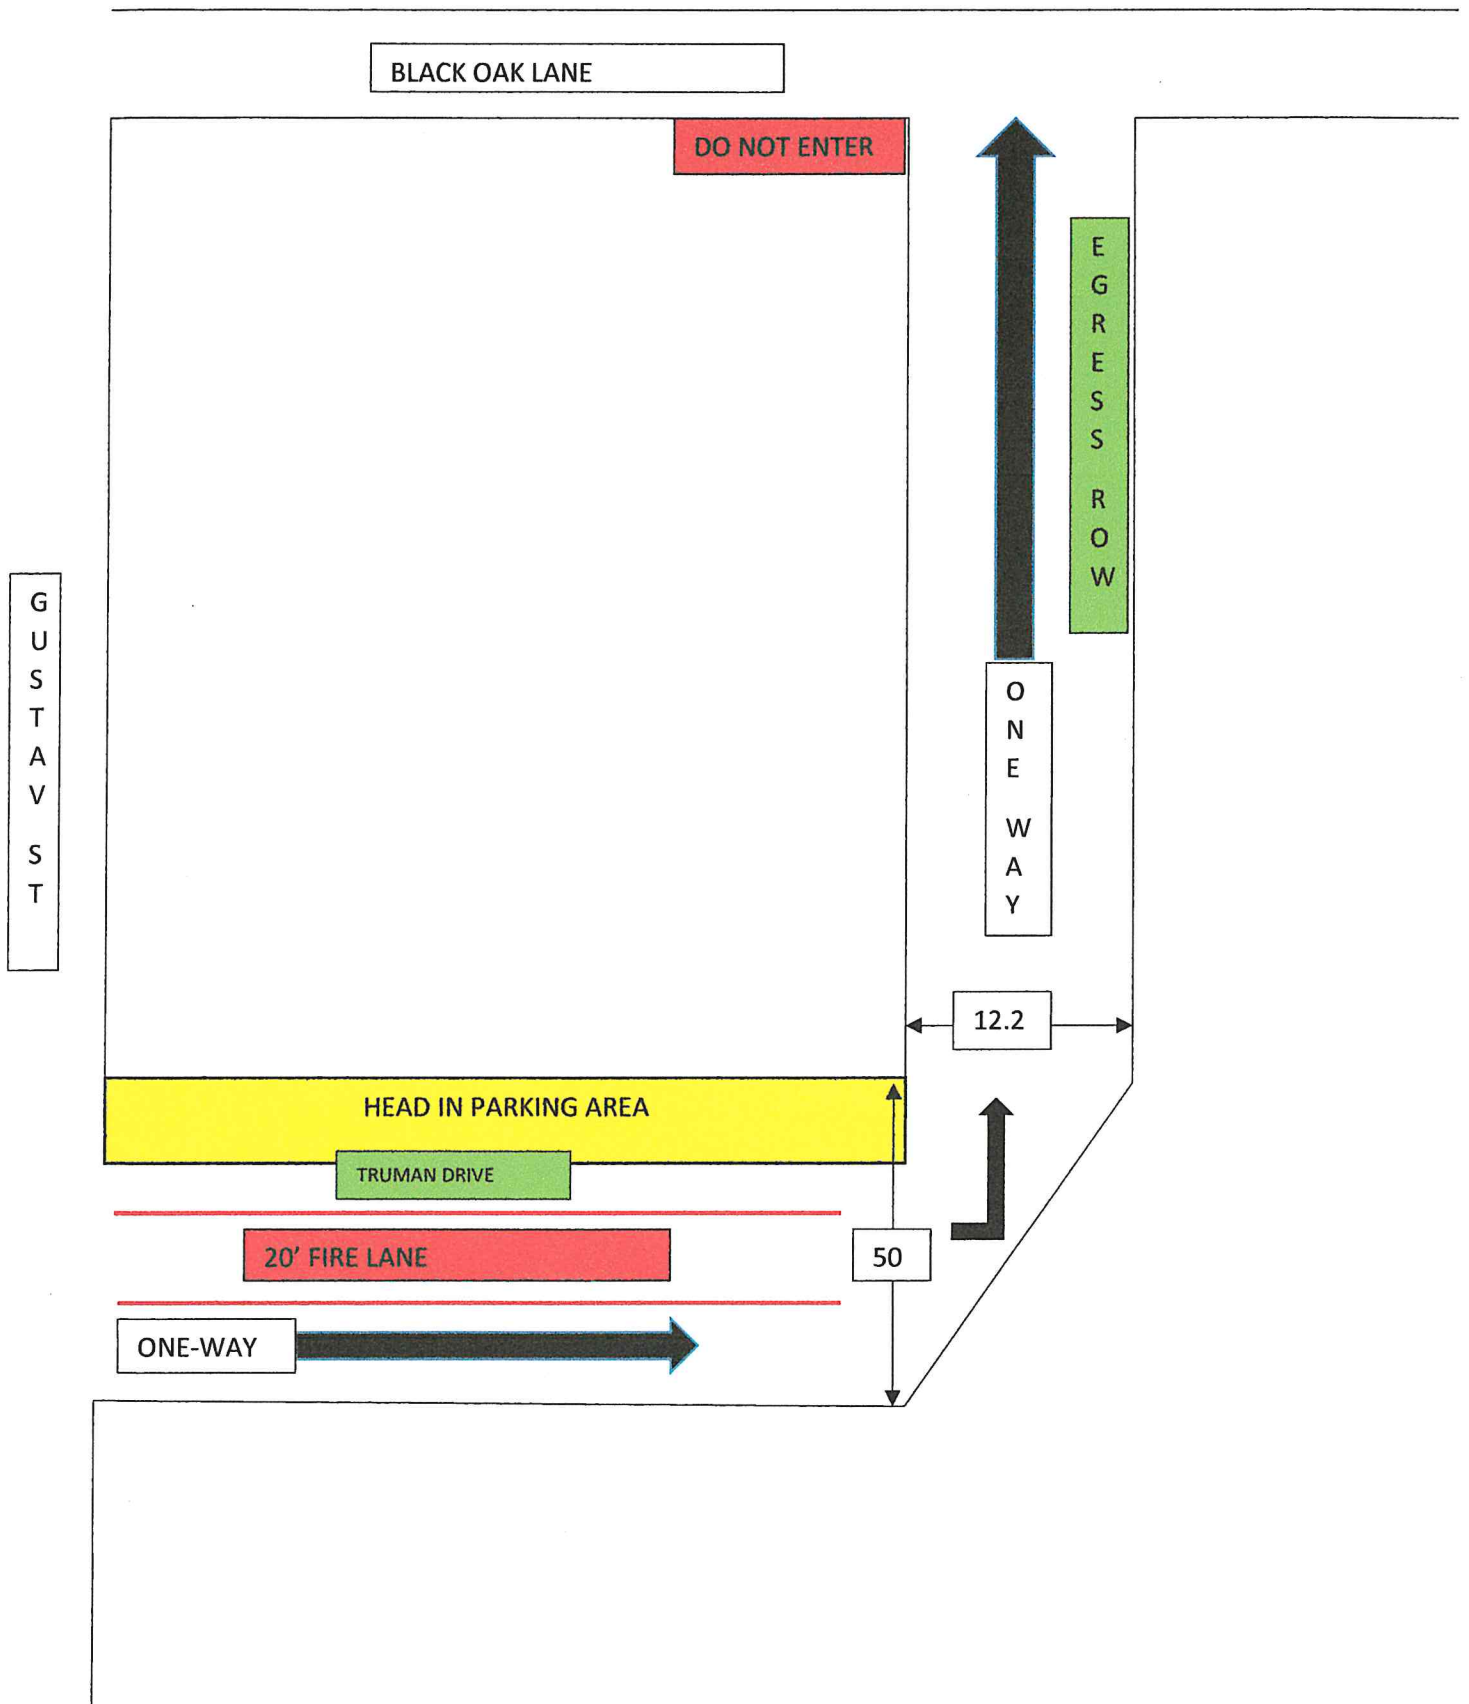 BLACK OAK LANE
DO NOT ENTER
EGRESS ROW
GUSTAV ST
ONE WAY
12.2
HEAD IN PARKING AREA
TRUMAN DRIVE
20' FIRE LANE
50
ONE-WAY